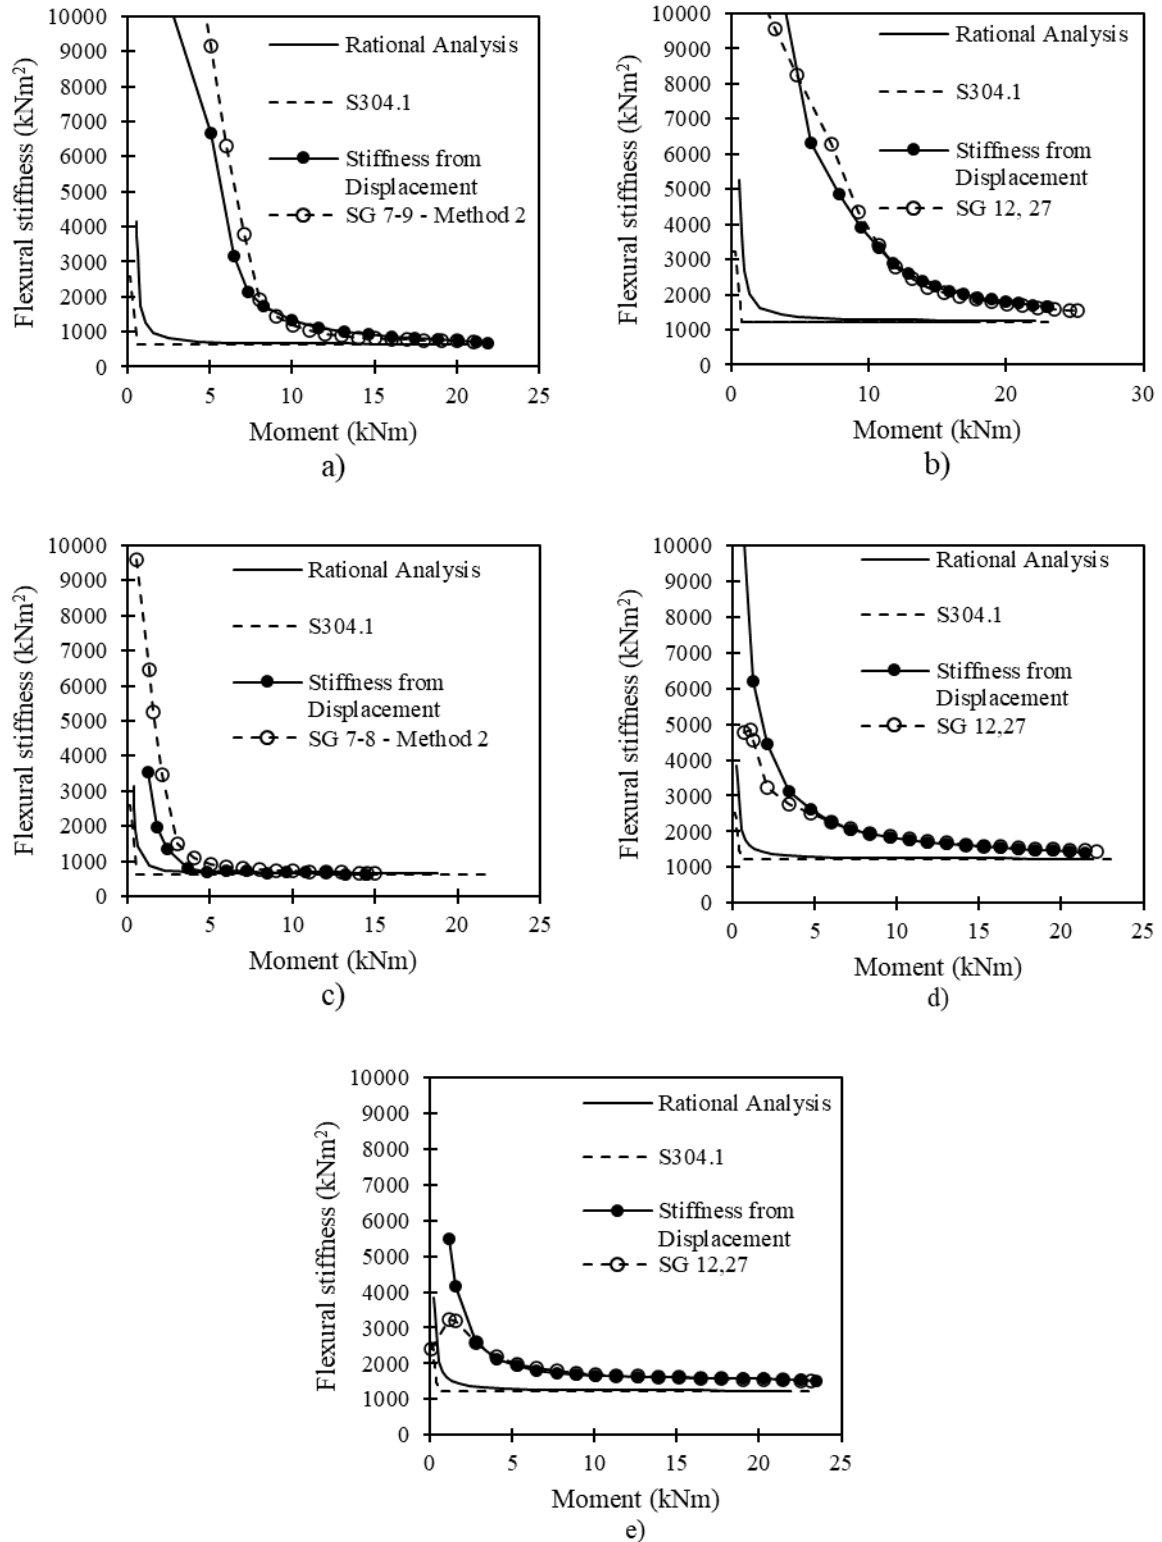 10000
9000
8000
7000
6000
5000
4000
3000
2000
1000
0
Flexural stiffness (kNm²)
Rational Analysis
S304.1
Stiffness from
Displacement
SG 7-9 - Method 2
0 5 10 15 20 25
Moment (kNm)
a)
10000
9000
8000
7000
6000
5000
4000
3000
2000
1000
0
Flexural stiffness (kNm²)
Rational Analysis
S304.1
Stiffness from
Displacement
SG 12, 27
0 10 20 30
Moment (kNm)
b)
10000
9000
8000
7000
6000
5000
4000
3000
2000
1000
0
Flexural stiffness (kNm²)
Rational Analysis
S304.1
Stiffness from
Displacement
SG 7-8 - Method 2
0 5 10 15 20 25
Moment (kNm)
c)
10000
9000
8000
7000
6000
5000
4000
3000
2000
1000
0
Flexural stiffness (kNm²)
Rational Analysis
S304.1
Stiffness from
Displacement
SG 12,27
0 5 10 15 20 25
Moment (kNm)
d)
10000
9000
8000
7000
6000
5000
4000
3000
2000
1000
0
Flexural stiffness (kNm²)
Rational Analysis
S304.1
Stiffness from
Displacement
SG 12,27
0 5 10 15 20 25
Moment (kNm)
e)